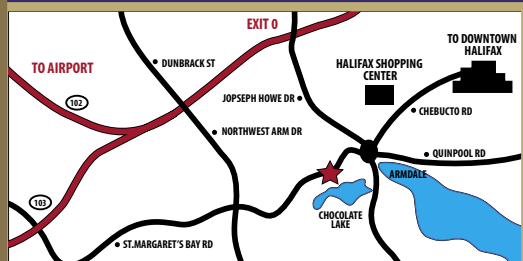 EXIT 0
TO DOWNTOWN
HALIFAX
TO AIRPORT
DUNBRACK ST
HALIFAX SHOPPING
CENTER
102
JOPSEPH HOWE DR
CHEBUCTO RD
NORTHWEST ARM DR
QUINPOOL RD
ARMDALE
103
CHOCOLATE
LAKE
ST.MARGARET'S BAY RD